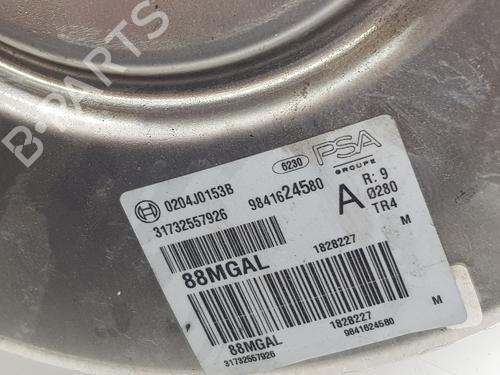 B-PARTS
6230
PSA
GROUPE
0204J0153B
9841624580
31732557926
A
R: 9
Ø280
TR4
88MGAL
1828227
M
88MGAL
1828227
M
31732557926
9841624580